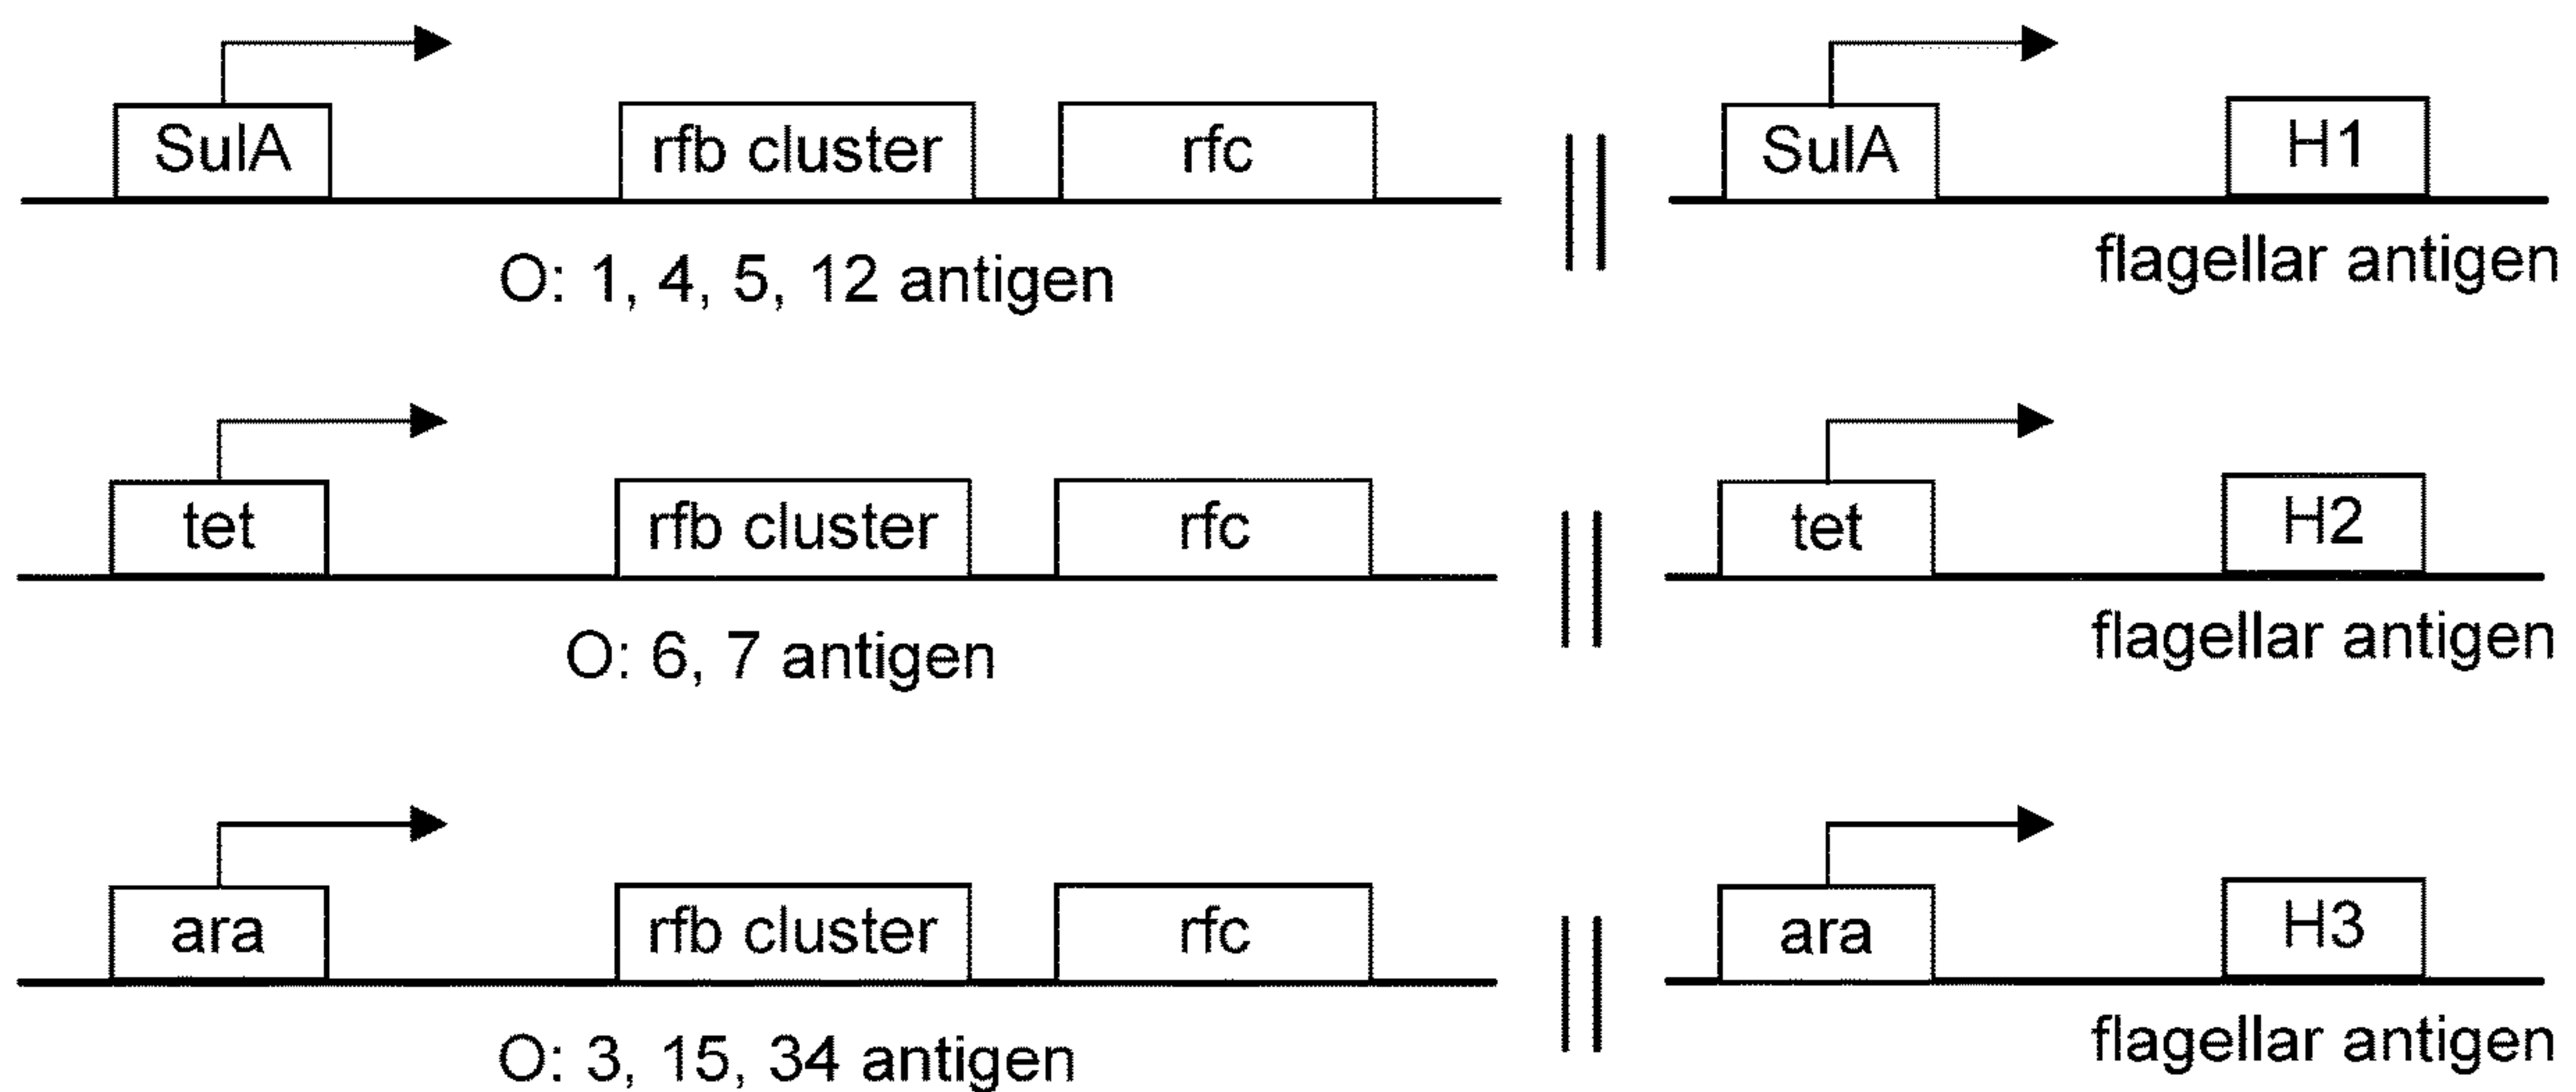 SulA rfb cluster rfc SulA H1
O: 1, 4, 5, 12 antigen flagellar antigen
tet rfb cluster rfc tet H2
O: 6, 7 antigen flagellar antigen
ara rfb cluster rfc ara H3
O: 3, 15, 34 antigen flagellar antigen